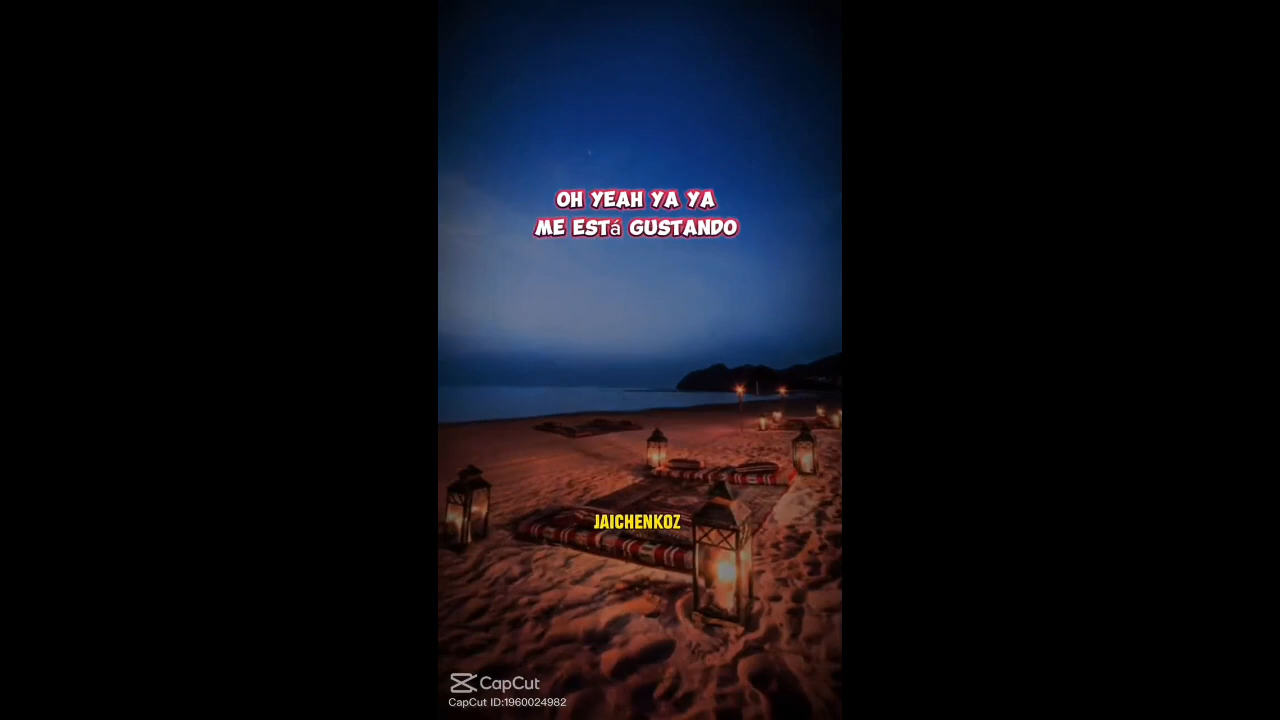 OH YEAH YA YA
ME ESTá GUSTANDO
JAICHENKOZ
CapCut
CapCut ID:1960024982